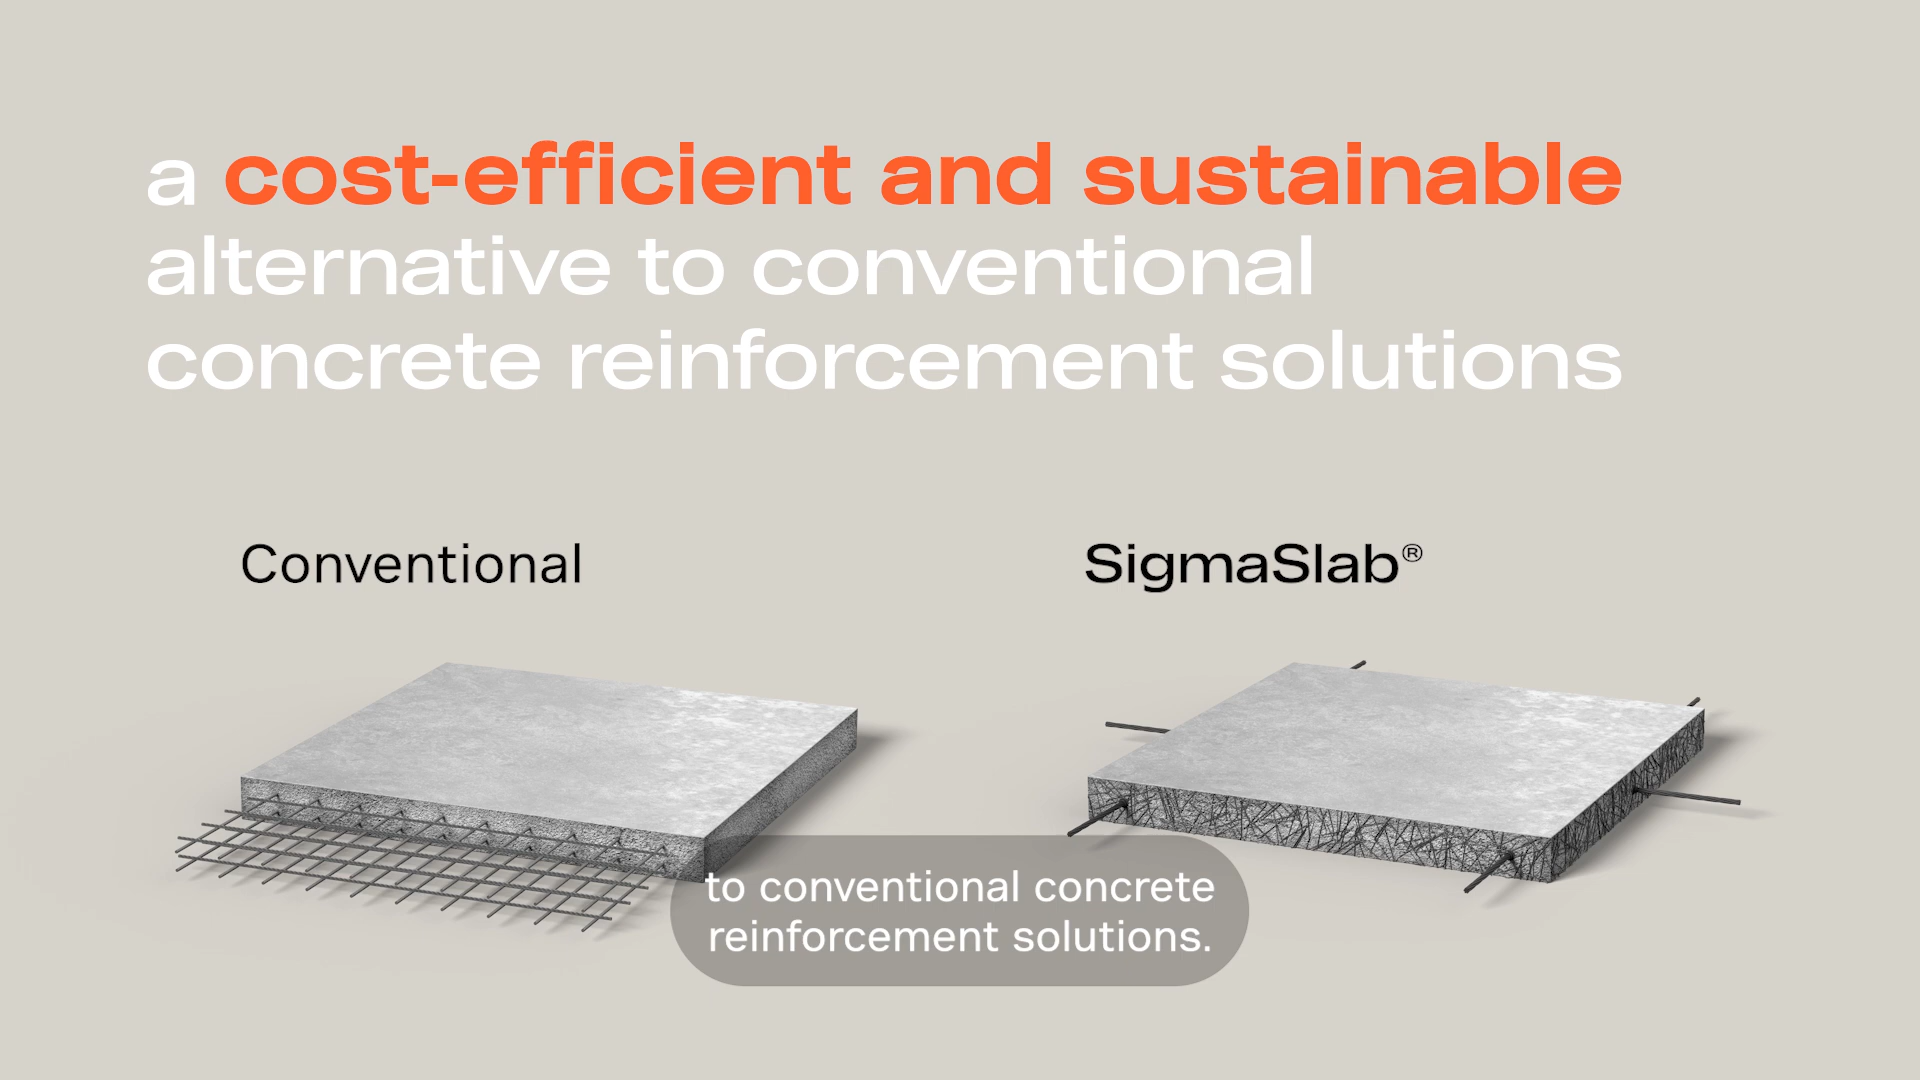 a cost-efficient and sustainable
alternative to conventional
concrete reinforcement solutions
Conventional
SigmaSlab®
to conventional concrete
reinforcement solutions.